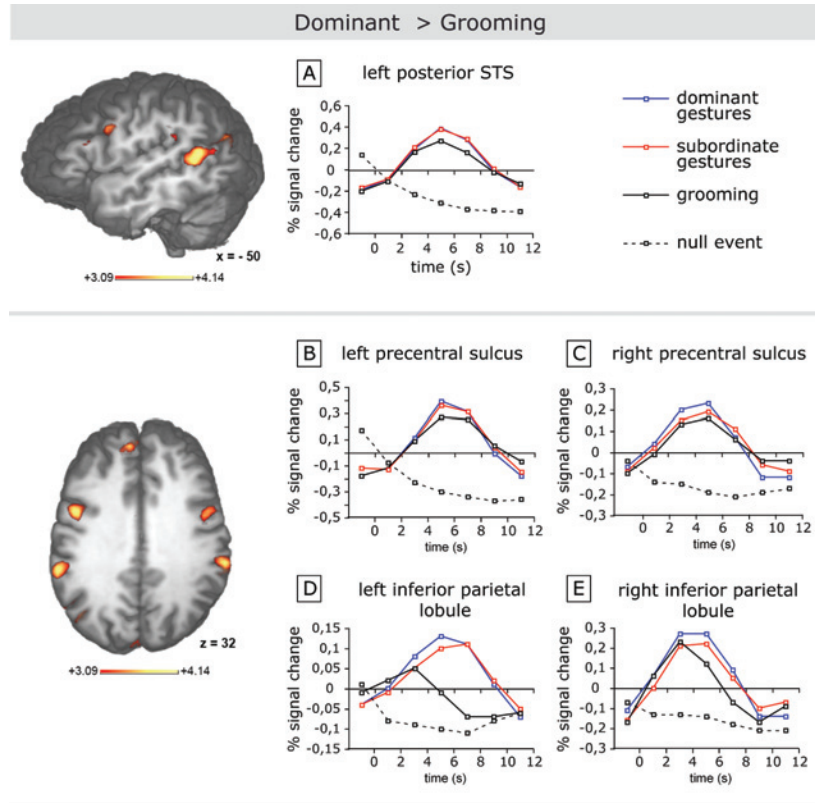 Dominant > Grooming
A left posterior STS
% signal change
0,6
0,4
0,2
0
-0,2
-0,4
-0,6
0 2 4 6 8 10 12
time (s)
dominant
gestures
subordinate
gestures
grooming
null event
x = - 50
+3.09 +4.14
B left precentral sulcus
% signal change
0,5
0,3
0,1
-0,1
-0,3
-0,5
0 2 4 6 8 10 12
time (s)
C right precentral sulcus
% signal change
0,3
0,2
0,1
0
-0,1
-0,2
-0,3
0 2 4 6 8 10 12
time (s)
z = 32
+3.09 +4.14
D left inferior parietal
lobule
% signal change
0,15
0,1
0,05
0
-0,05
-0,1
-0,15
0 2 4 6 8 10 12
time (s)
E right inferior parietal
lobule
% signal change
0,3
0,2
0,1
0
-0,1
-0,2
-0,3
0 2 4 6 8 10 12
time (s)